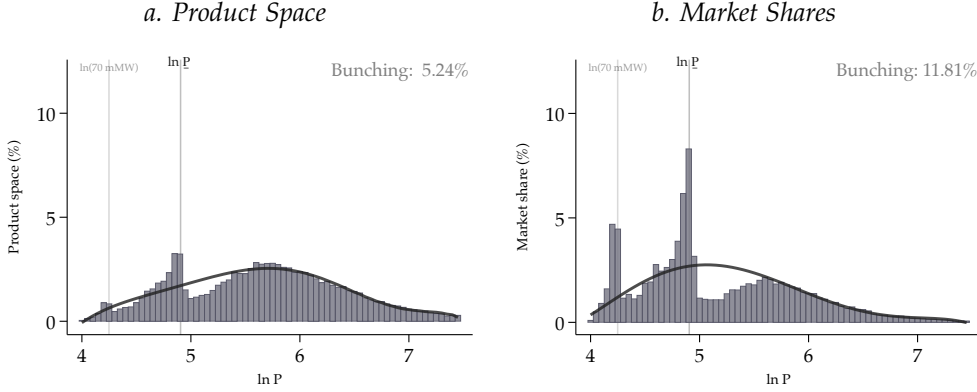 a. Product Space
ln(70 mMW)
ln P
Bunching: 5.24%
10
5
0
Product space (%)
4 5 6 7
ln P
b. Market Shares
ln(70 mMW)
ln P
Bunching: 11.81%
10
5
0
Market share (%)
4 5 6 7
ln P